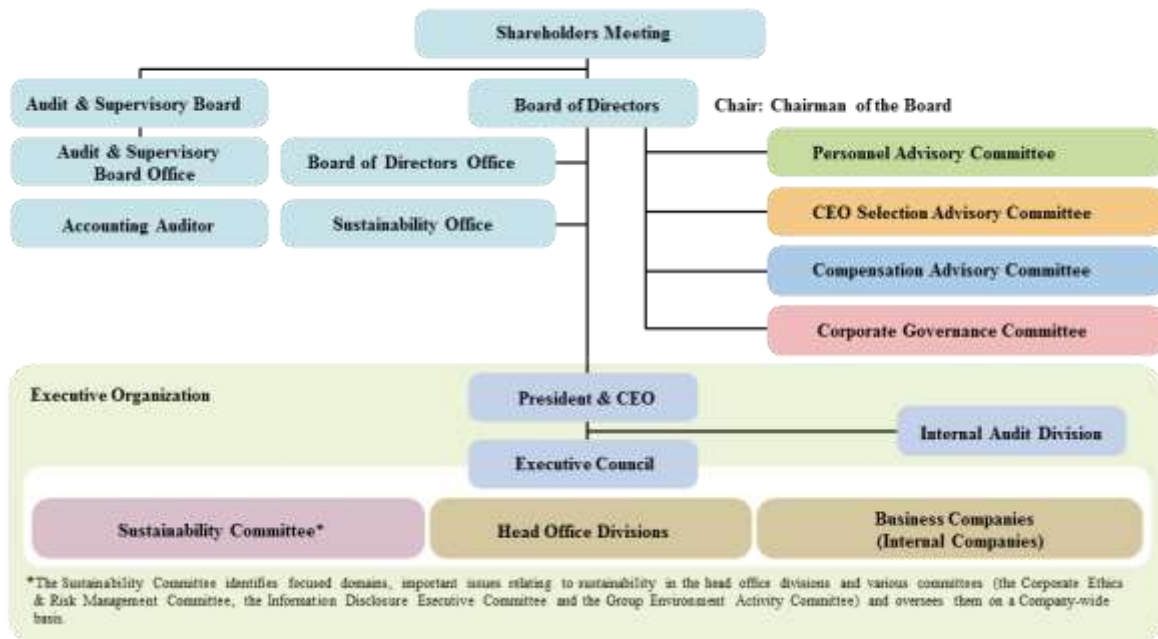 Shareholders Meeting
Audit & Supervisory Board
Board of Directors
Chair: Chairman of the Board
Audit & Supervisory
Board Office
Board of Directors Office
Personnel Advisory Committee
Accounting Auditor
Sustainability Office
CEO Selection Advisory Committee
Compensation Advisory Committee
Corporate Governance Committee
Executive Organization
President & CEO
Internal Audit Division
Executive Council
Sustainability Committee*
Head Office Divisions
Business Companies
(Internal Companies)
*The Sustainability Committee identifies focused domains, important issues relating to sustainability in the head office divisions and various committees (the Corporate Ethics
& Risk Management Committee, the Information Disclosure Executive Committee and the Group Environment Activity Committee) and oversees them on a Company-wide
basis.